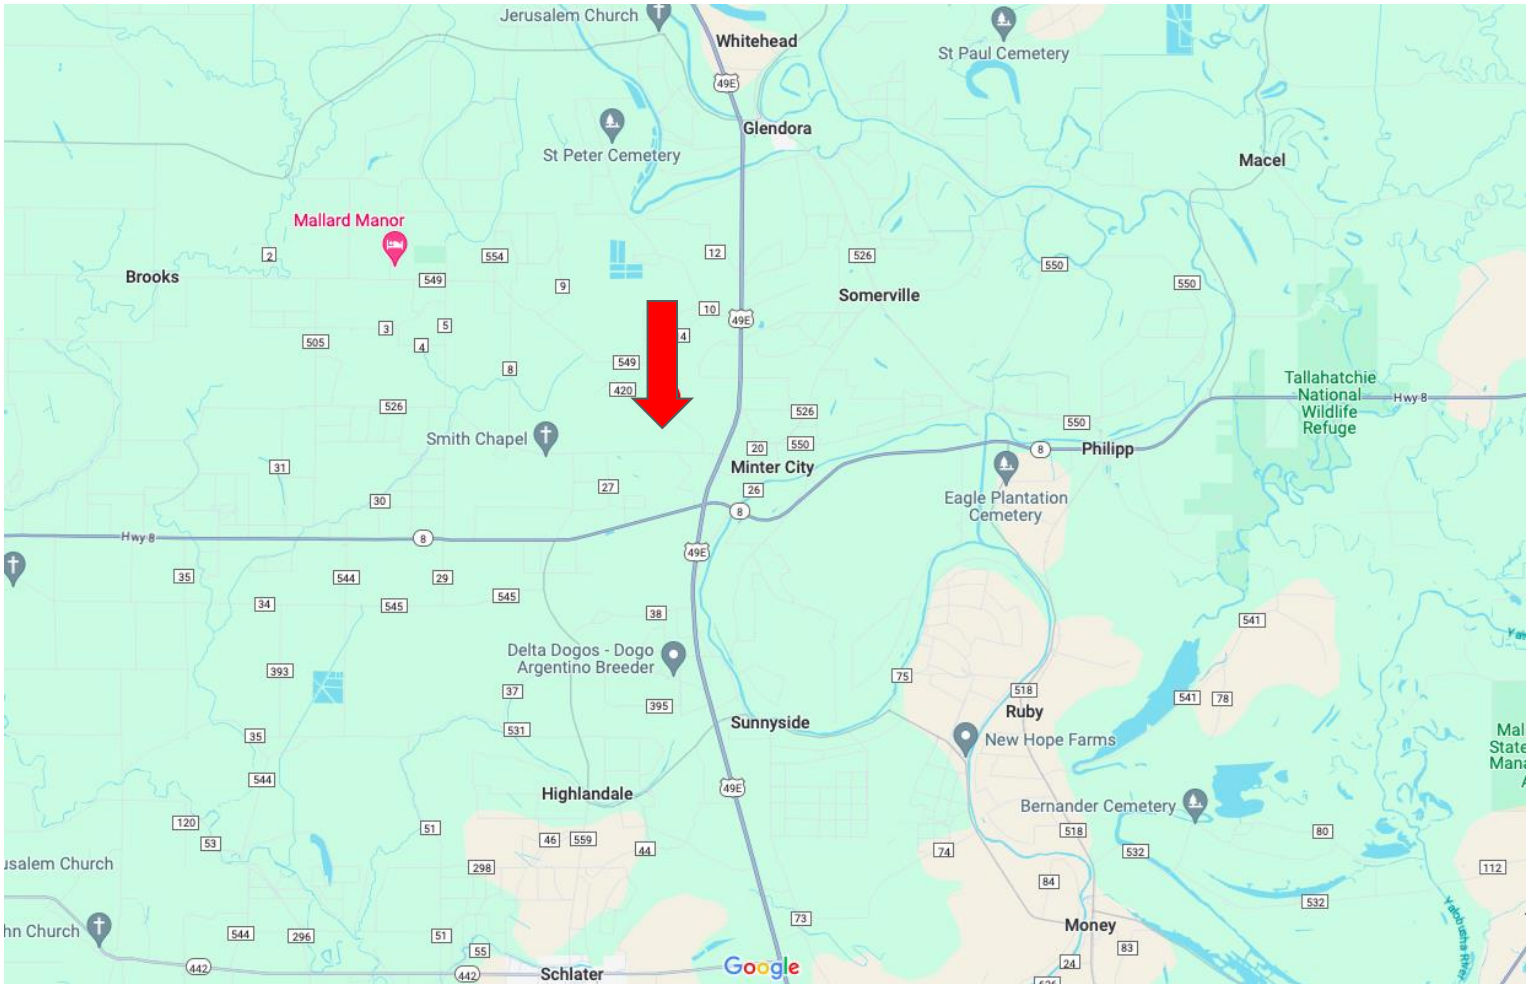 Jerusalem Church
Whitehead
St Paul Cemetery
49E
Glendora
St Peter Cemetery
Macel
Mallard Manor
2
554
12
526
550
Brooks
549
9
550
Somerville
10
49E
3
5
505
4
4
549
8
420
Tallahatchie
National
Wildlife
Refuge
Hwy 8
526
526
550
Smith Chapel
20
550
8
Philipp
Minter City
31
27
26
30
Eagle Plantation
Cemetery
8
Hwy 8
8
49E
35
544
29
34
545
545
38
541
Delta Dogos - Dogo
Argentino Breeder
393
75
37
518
541
78
395
Ruby
531
Sunnyside
35
New Hope Farms
544
49E
Highlandale
Bernander Cemetery
120
51
518
80
53
46
559
44
74
532
usalem Church
298
112
84
532
hn Church
73
Money
544
296
51
83
55
442
442
Schlater
Google
24
Yalobusha River